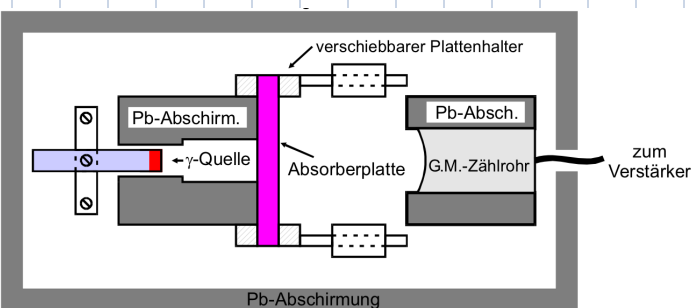 verschiebbarer Plattenhalter
Pb-Abschirm.
Pb-Absch.
γ-Quelle
Absorberplatte
G.M.-Zählrohr
zum
Verstärker
Pb-Abschirmung